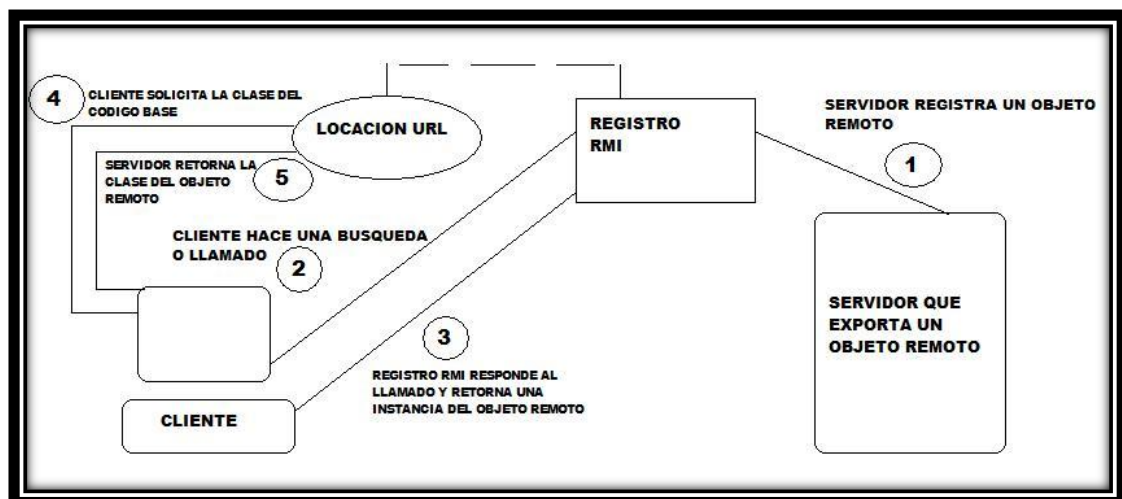 4
CLIENTE SOLICITA LA CLASE DEL
CODIGO BASE
LOCACION URL
REGISTRO
RMI
SERVIDOR REGISTRA UN OBJETO
REMOTO
1
SERVIDOR RETORNA LA
CLASE DEL OBJETO
REMOTO
5
CLIENTE HACE UNA BUSQUEDA
O LLAMADO
2
SERVIDOR QUE
EXPORTA UN
OBJETO REMOTO
3
REGISTRO RMI RESPONDE AL
LLAMADO Y RETORNA UNA
INSTANCIA DEL OBJETO REMOTO
CLIENTE